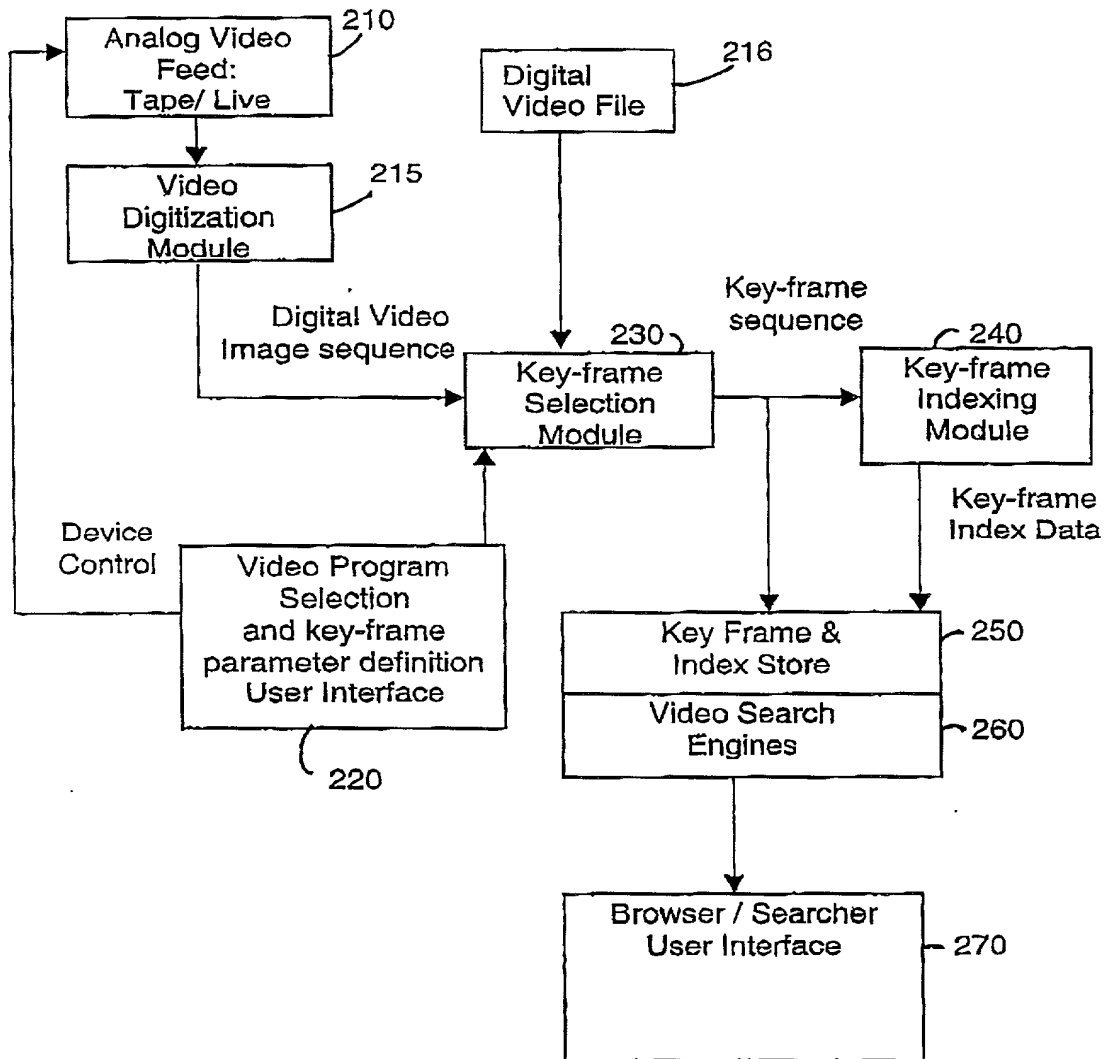 210
Analog Video
Feed:
Tape/ Live
216
Digital
Video File
215
Video
Digitization
Module
Digital Video
Image sequence
Key-frame
sequence
230
Key-frame
Selection
Module
240
Key-frame
Indexing
Module
Key-frame
Index Data
Device
Control
Video Program
Selection
and key-frame
parameter definition
User Interface
220
Key Frame &
Index Store
250
Video Search
Engines
260
Browser / Searcher
User Interface
270